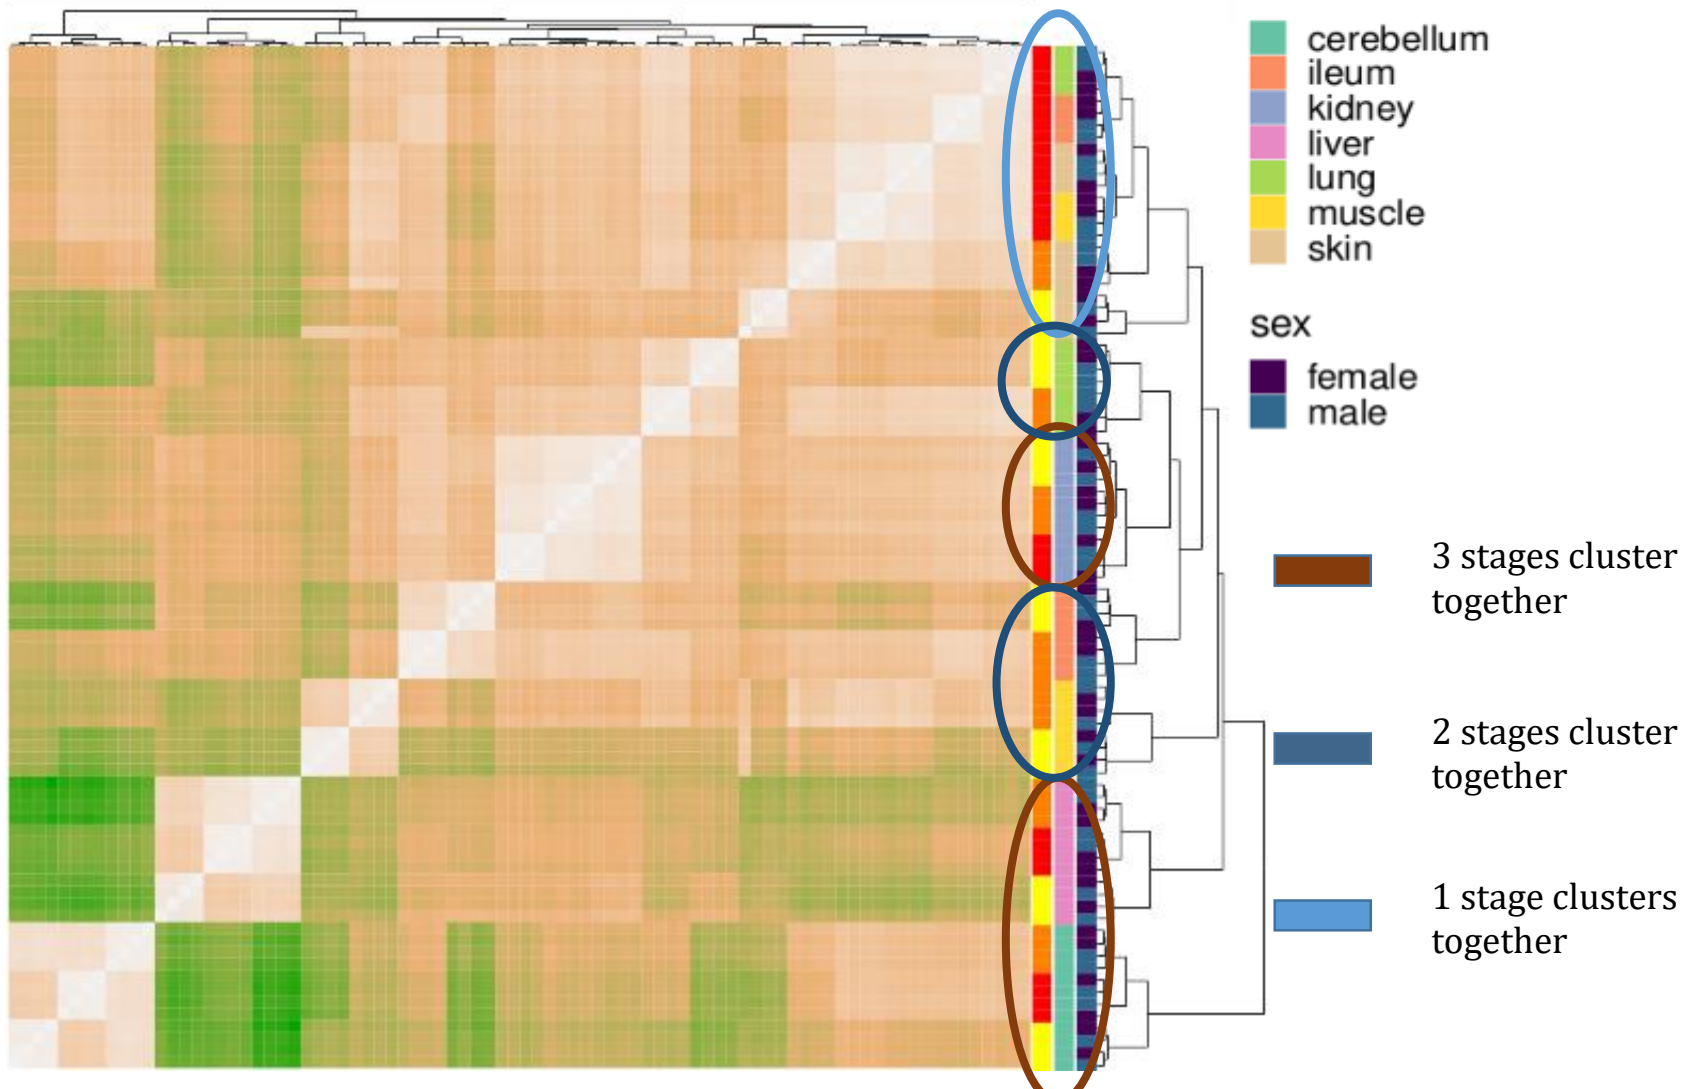 cerebellum
ileum
kidney
liver
lung
muscle
skin
sex
female
male
3 stages cluster
together
2 stages cluster
together
1 stage clusters
together